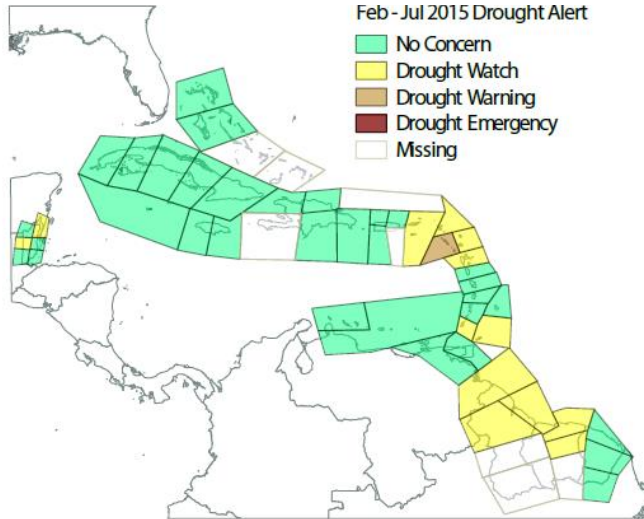 Feb - Jul 2015 Drought Alert
No Concern
Drought Watch
Drought Warning
Drought Emergency
Missing